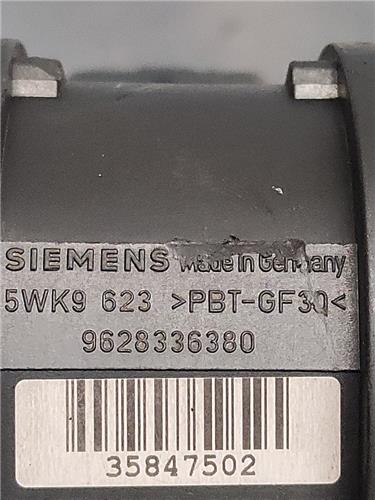 SIEMENS Made in Germany
5WK9 623 >PBT-GF30<
9628336380
35847502